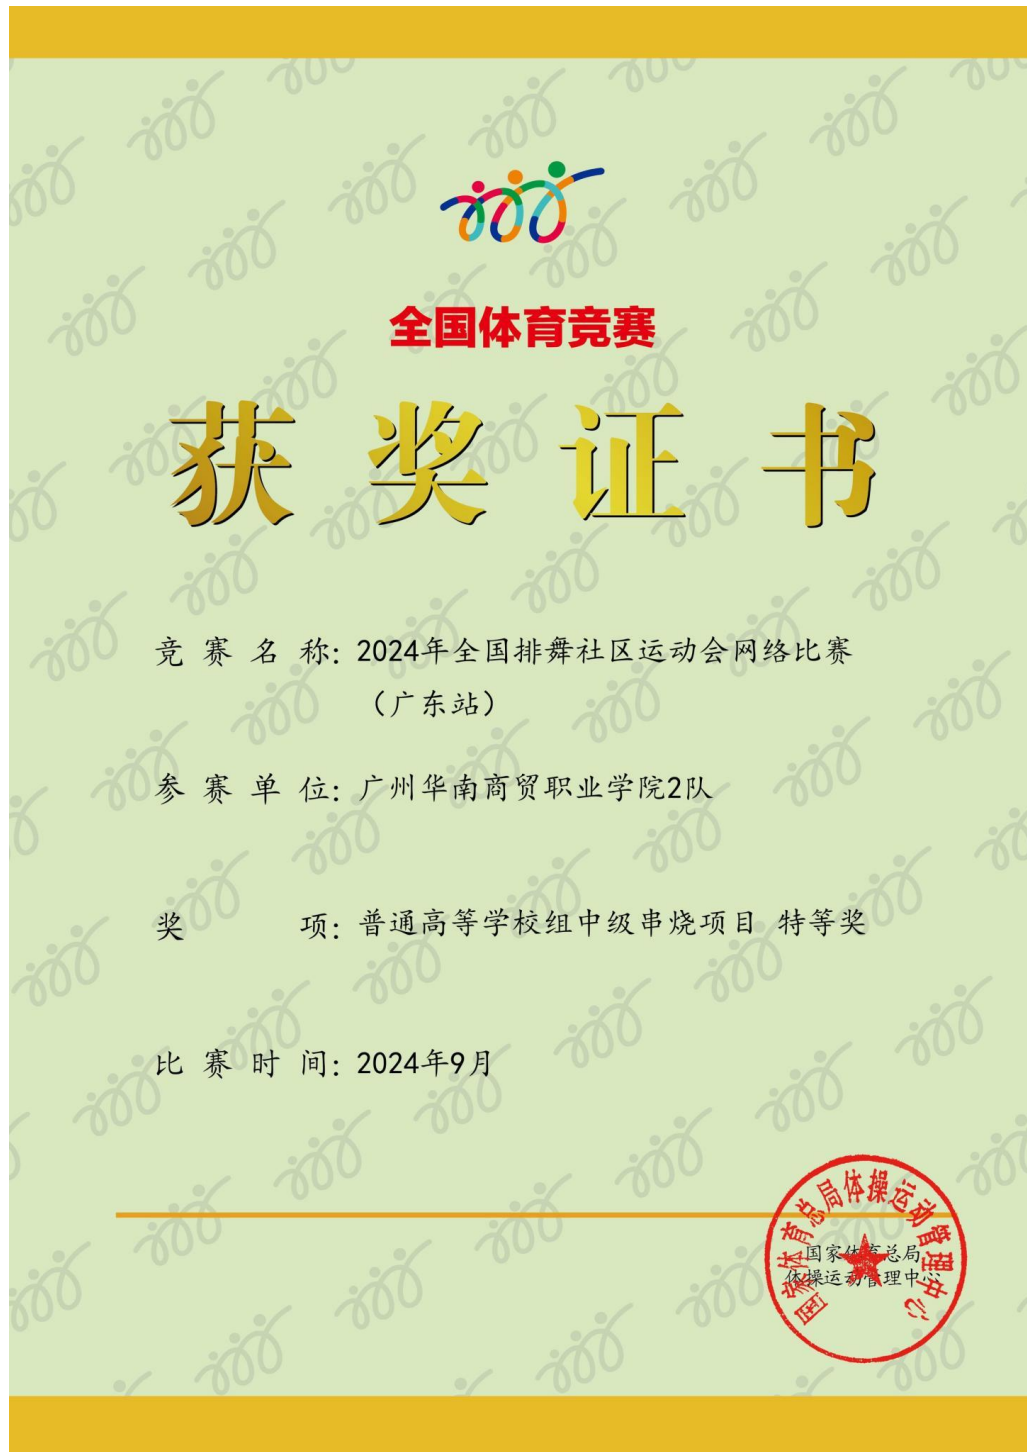 全国体育竞赛
获奖证书
竞赛名称：2024年全国排舞社区运动会网络比赛
（广东站）
参赛单位：广州华南商贸职业学院2队
奖项：普通高等学校组中级串烧项目 特等奖
比赛时间：2024年9月
国家体育总局体操运动管理中心
国家体育总局
体操运动管理中心